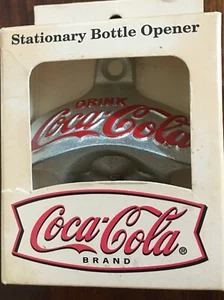 Stationary Bottle Opener
DRINK
Coca-Cola
Coca-Cola®
BRAND